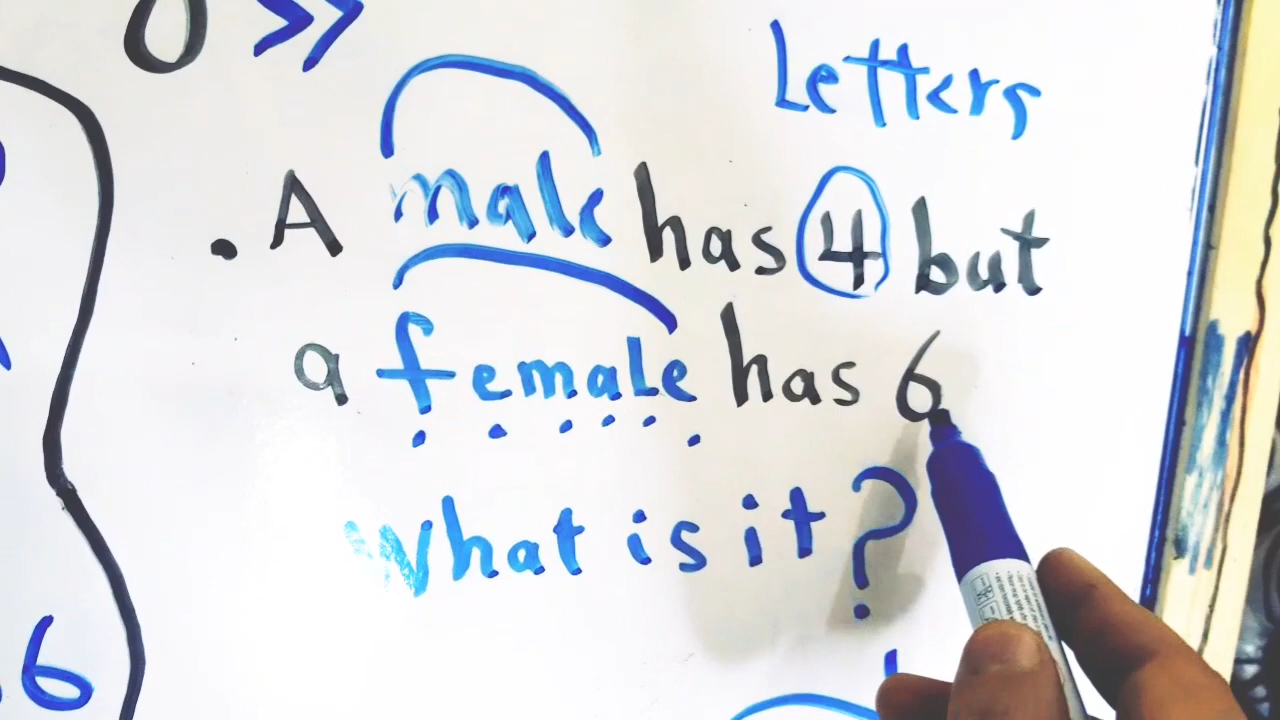 Letters
. A male has 4 but
a female has 6
What is it ?
6